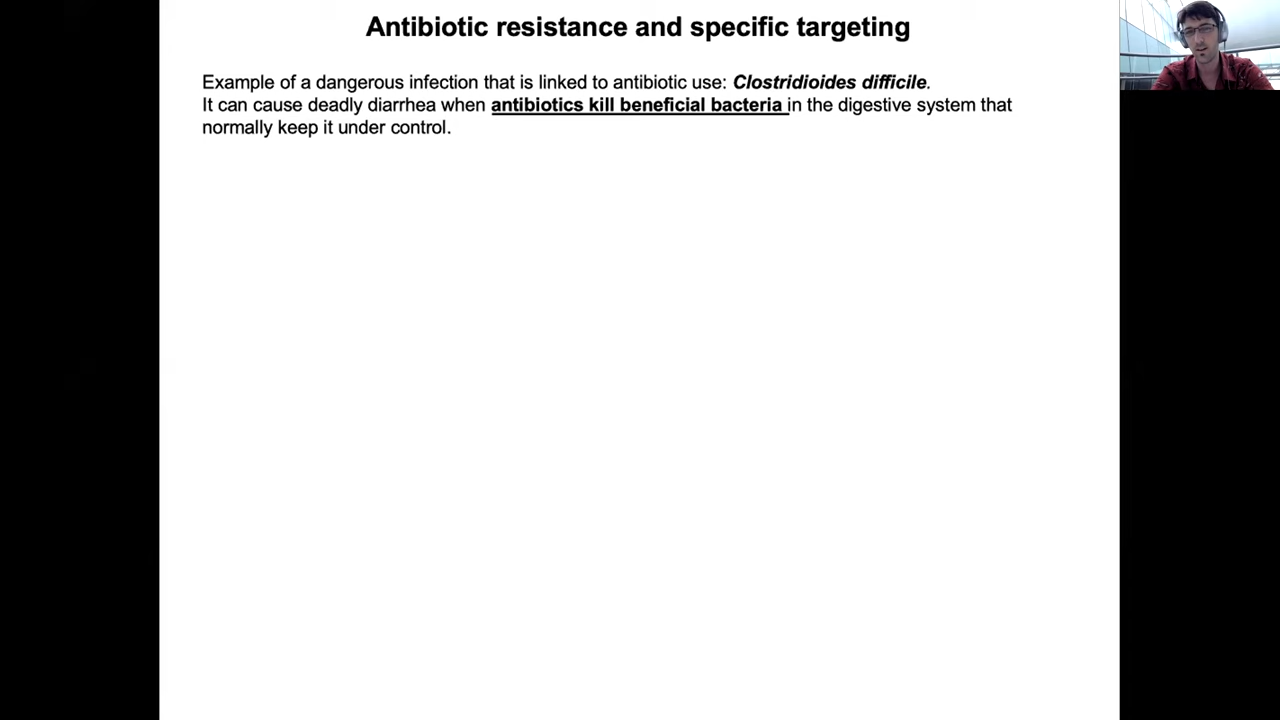 Antibiotic resistance and specific targeting
Example of a dangerous infection that is linked to antibiotic use: Clostridioides difficile.
It can cause deadly diarrhea when antibiotics kill beneficial bacteria in the digestive system that
normally keep it under control.